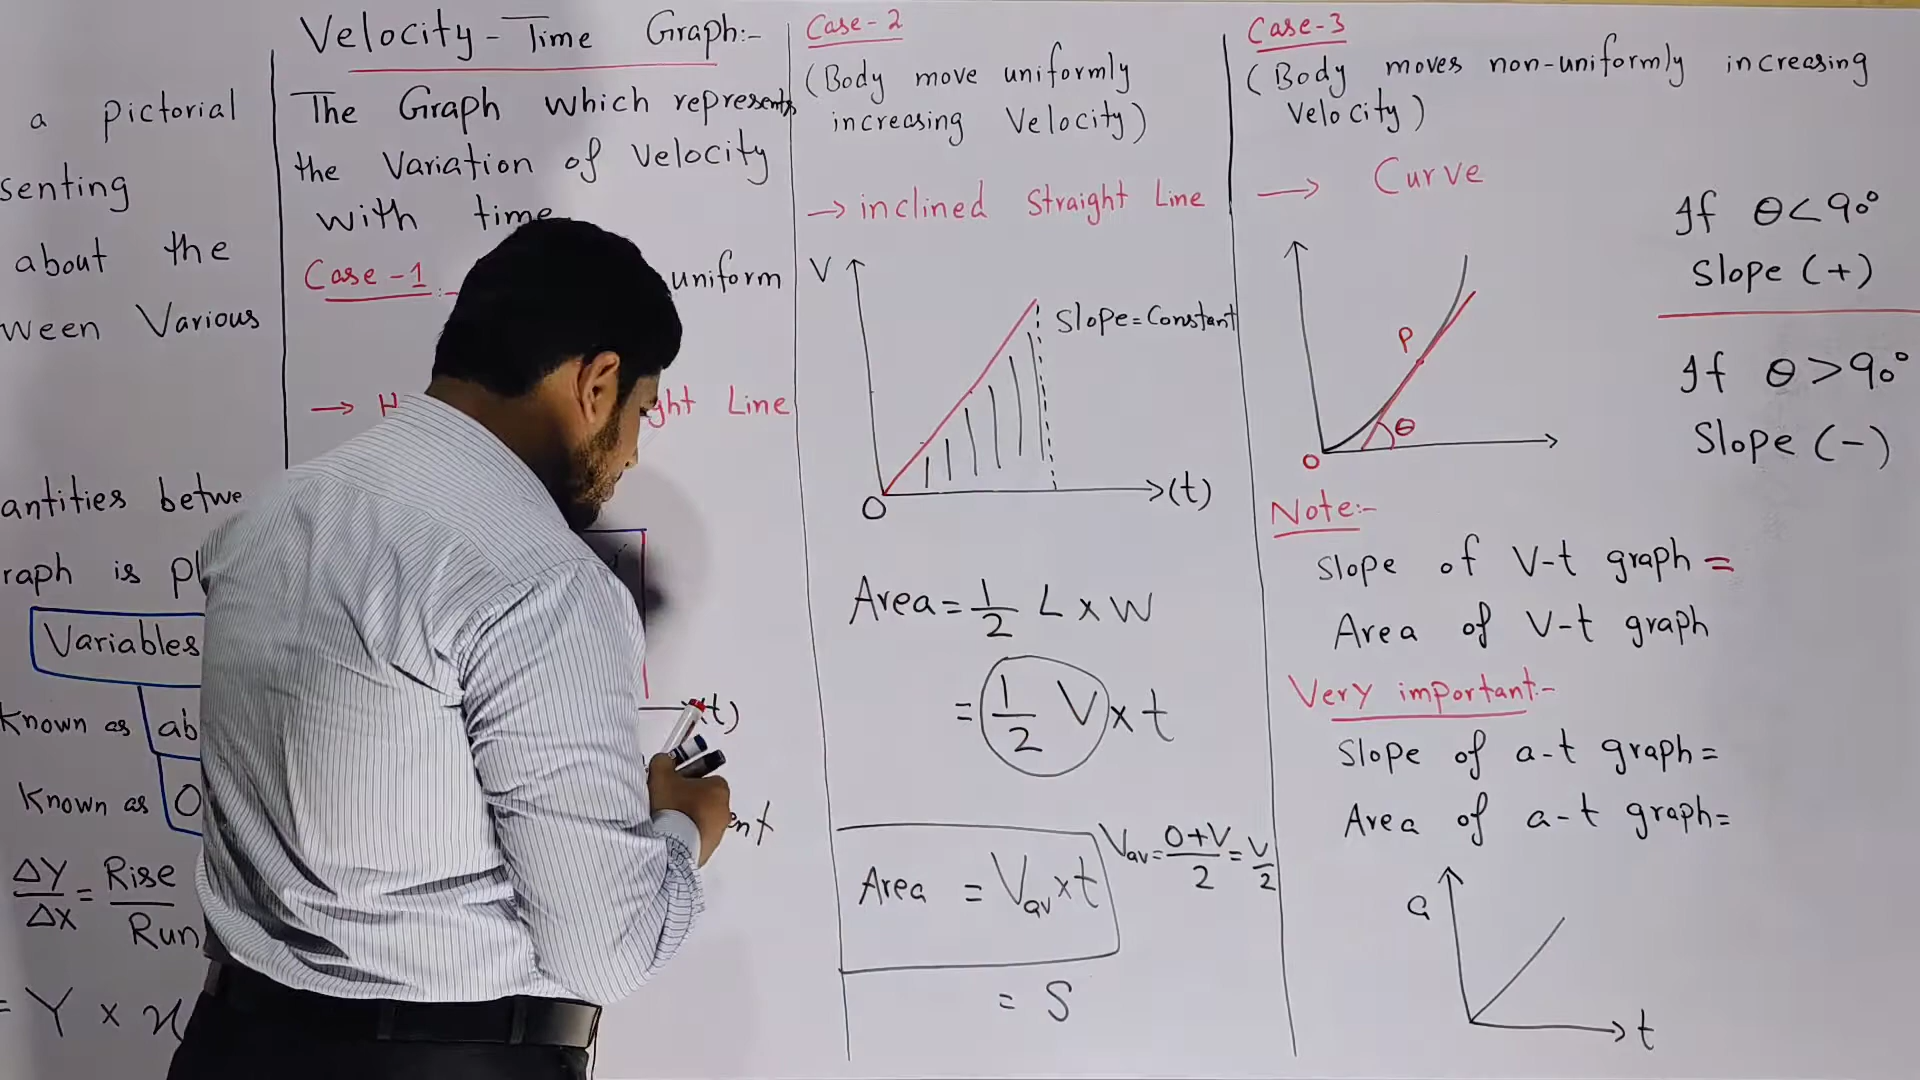 a pictorial
senting
about the
ween Various
antities betwe
raph is
Variables
Known as ab
Known as O
ΔY/Δx = Rise/Run
= Y × x
Velocity - Time Graph:-
The Graph which represents
the Variation of velocity
with time
Case -1 :- uniform
→ H ght Line
(t)
ent
Case - 2
(Body move uniformly
increasing Velocity)
→ inclined Straight Line
V
Slope=Constant
O
(t)
Area = 1/2 L × W
= 1/2 V × t
Vav = 0+V/2 = V/2
Area = Vav × t
= S
Case-3
(Body moves non-uniformly increasing
Velocity)
→ Curve
If θ < 90°
Slope (+)
If θ > 90°
Slope (-)
P
θ
O
Note:-
Slope of V-t graph =
Area of V-t graph
Very important:-
Slope of a-t graph=
Area of a-t graph=
a
t